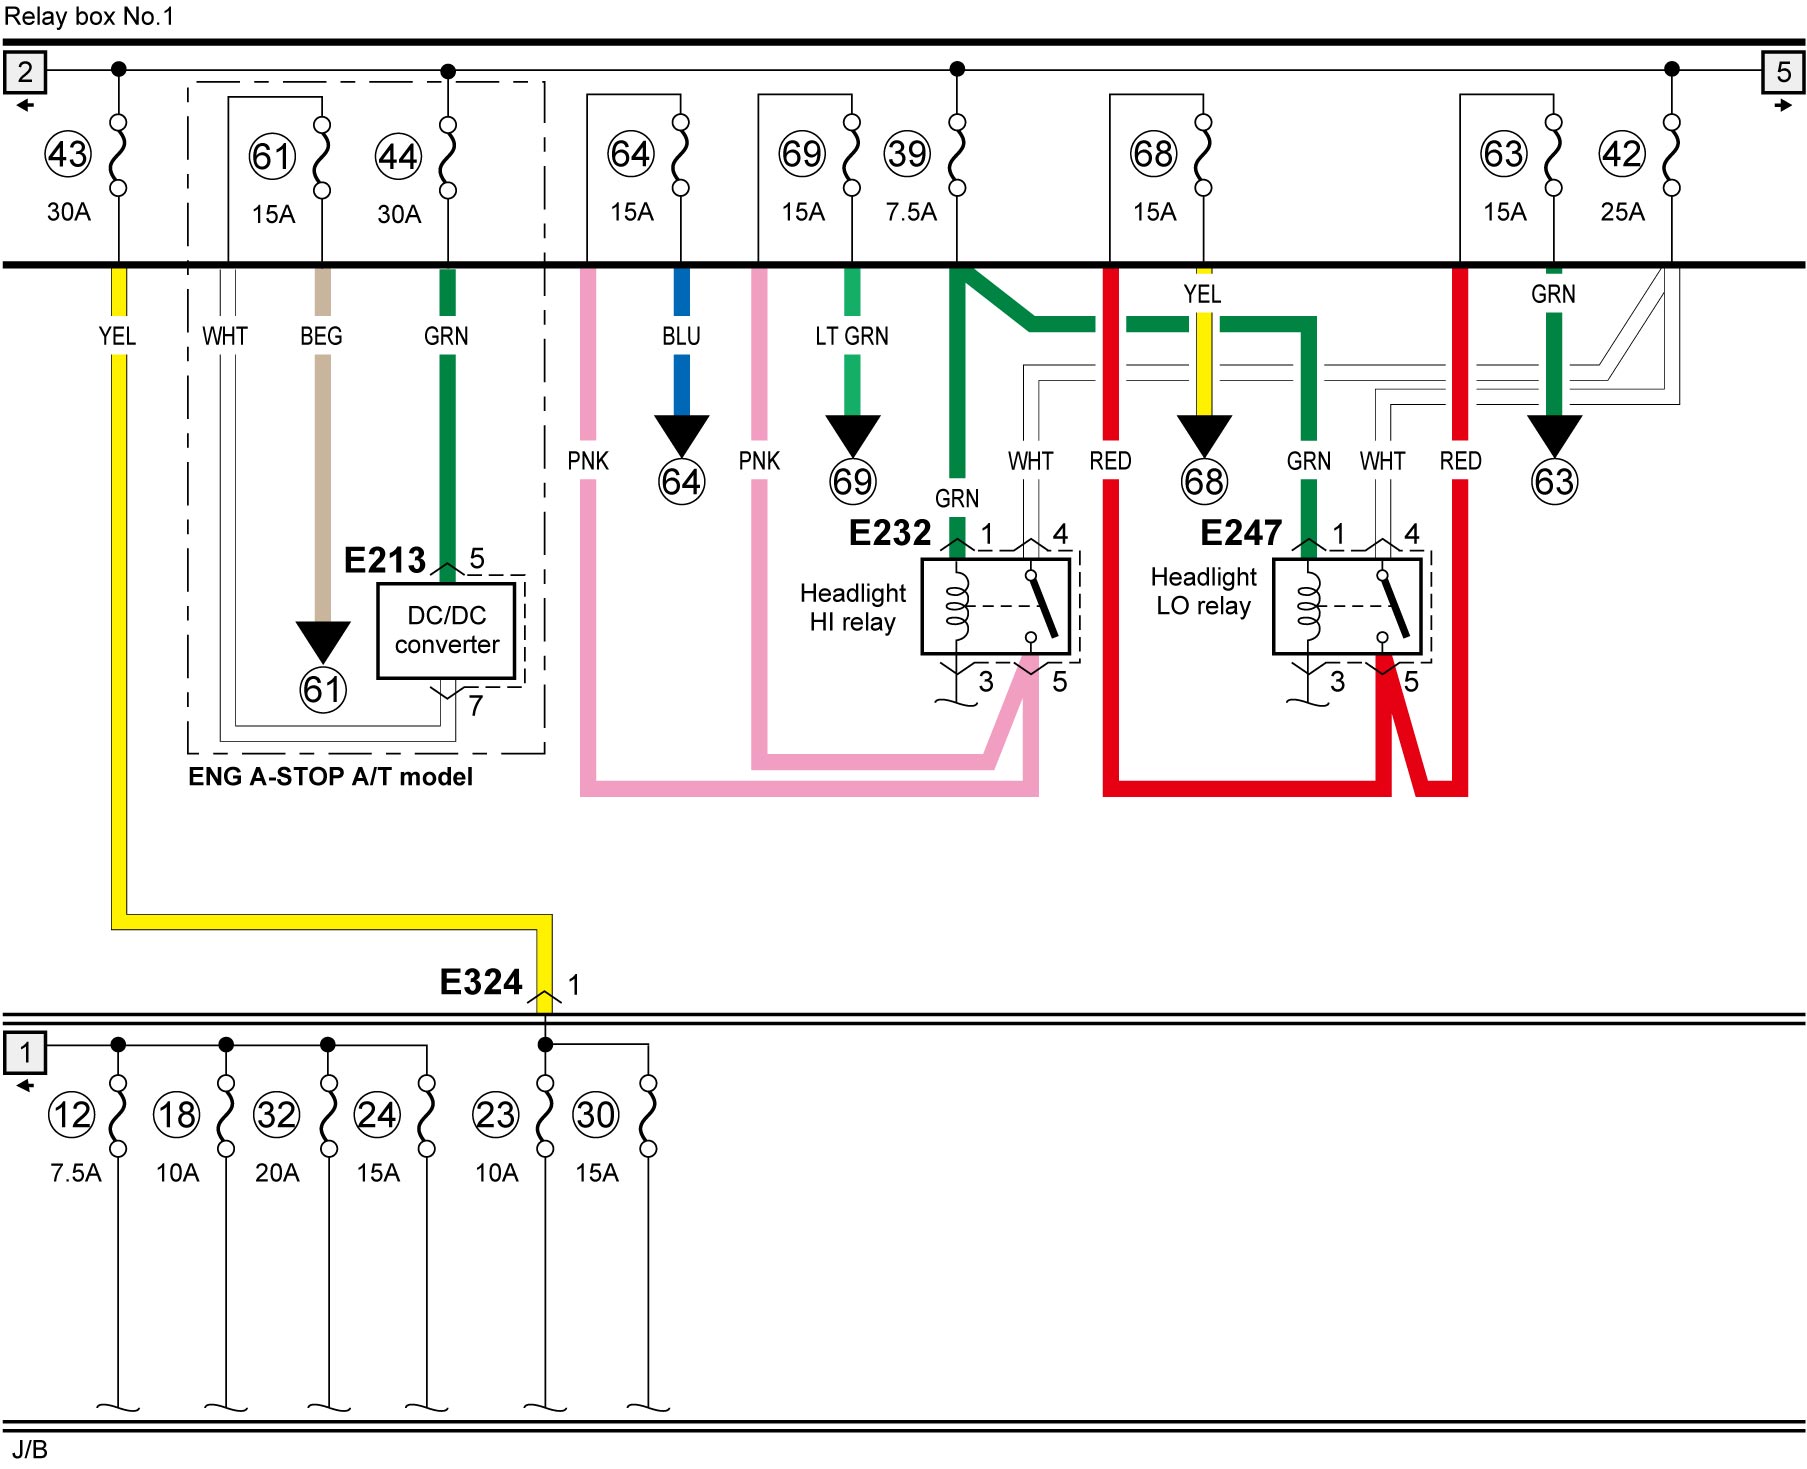 Relay box No.1
2
5
43
61
44
64
69
39
68
63
42
30A
15A
30A
15A
15A
7.5A
15A
15A
25A
YEL
WHT
BEG
GRN
BLU
LT GRN
YEL
GRN
PNK
64
PNK
69
GRN
WHT
RED
68
GRN
WHT
RED
63
E213
5
DC/DC
converter
7
61
ENG A-STOP A/T model
E232
1
4
Headlight
HI relay
3
5
E247
1
4
Headlight
LO relay
3
5
E324
1
1
12
18
32
24
23
30
7.5A
10A
20A
15A
10A
15A
J/B